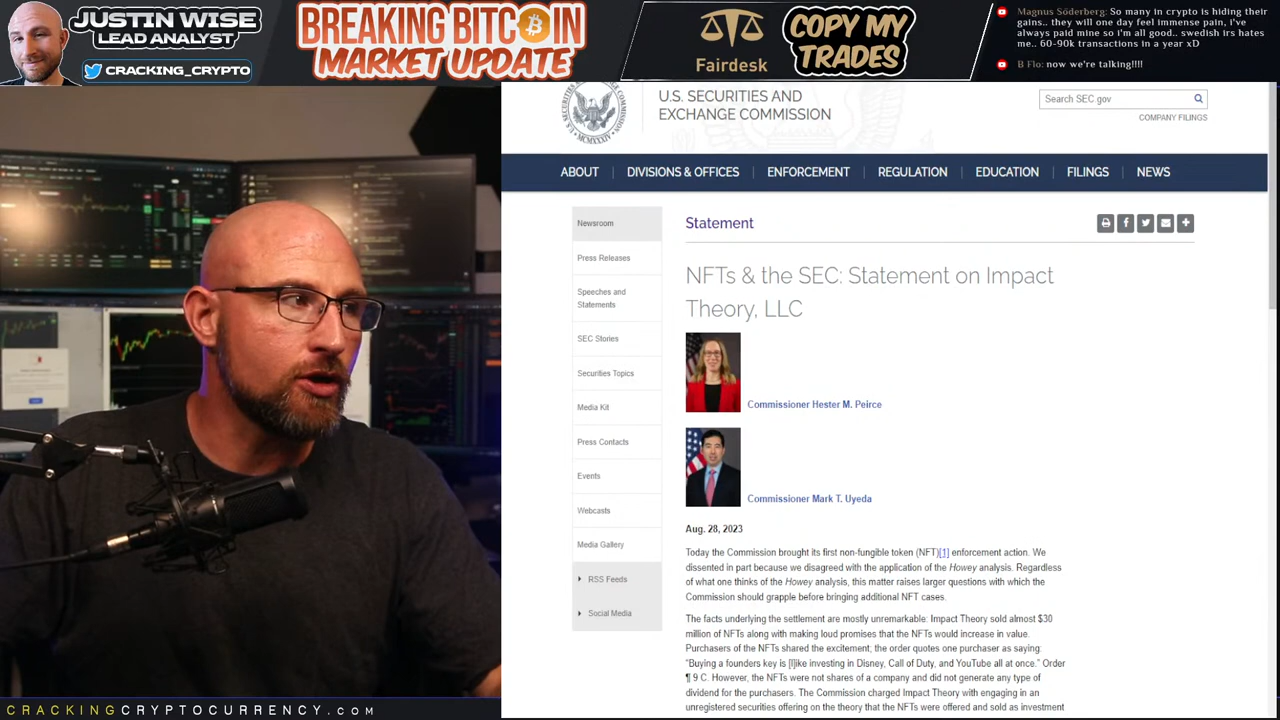 JUSTIN WISE
LEAD ANALYST
CRACKING_CRYPTO
BREAKING BITCOIN
MARKET UPDATE
Fairdesk
COPY MY
TRADES
Magnus Söderberg: So many in crypto is hiding their
gains.. they will one day feel immense pain, i've
always paid mine so i'm all good.. swedish irs hates
me.. 60-90k transactions in a year xD
B Flo: now we're talking!!!!
U.S. SECURITIES AND
EXCHANGE COMMISSION
Search SEC.gov
COMPANY FILINGS
ABOUT
DIVISIONS & OFFICES
ENFORCEMENT
REGULATION
EDUCATION
FILINGS
NEWS
Newsroom
Press Releases
Speeches and
Statements
SEC Stories
Securities Topics
Media Kit
Press Contacts
Events
Webcasts
Media Gallery
RSS Feeds
Social Media
Statement
NFTs & the SEC: Statement on Impact
Theory, LLC
Commissioner Hester M. Peirce
Commissioner Mark T. Uyeda
Aug. 28, 2023
Today the Commission brought its first non-fungible token (NFT)[1] enforcement action. We
dissented in part because we disagreed with the application of the Howey analysis. Regardless
of what one thinks of the Howey analysis, this matter raises larger questions with which the
Commission should grapple before bringing additional NFT cases.
The facts underlying the settlement are mostly unremarkable: Impact Theory sold almost $30
million of NFTs along with making loud promises that the NFTs would increase in value.
Purchasers of the NFTs shared the excitement; the order quotes one purchaser as saying:
“Buying a founders key is [l]ike investing in Disney, Call of Duty, and YouTube all at once.” Order
¶ 9 C. However, the NFTs were not shares of a company and did not generate any type of
dividend for the purchasers. The Commission charged Impact Theory with engaging in an
unregistered securities offering on the theory that the NFTs were offered and sold as investment
CRACKINGCRYPTOCURRENCY.com